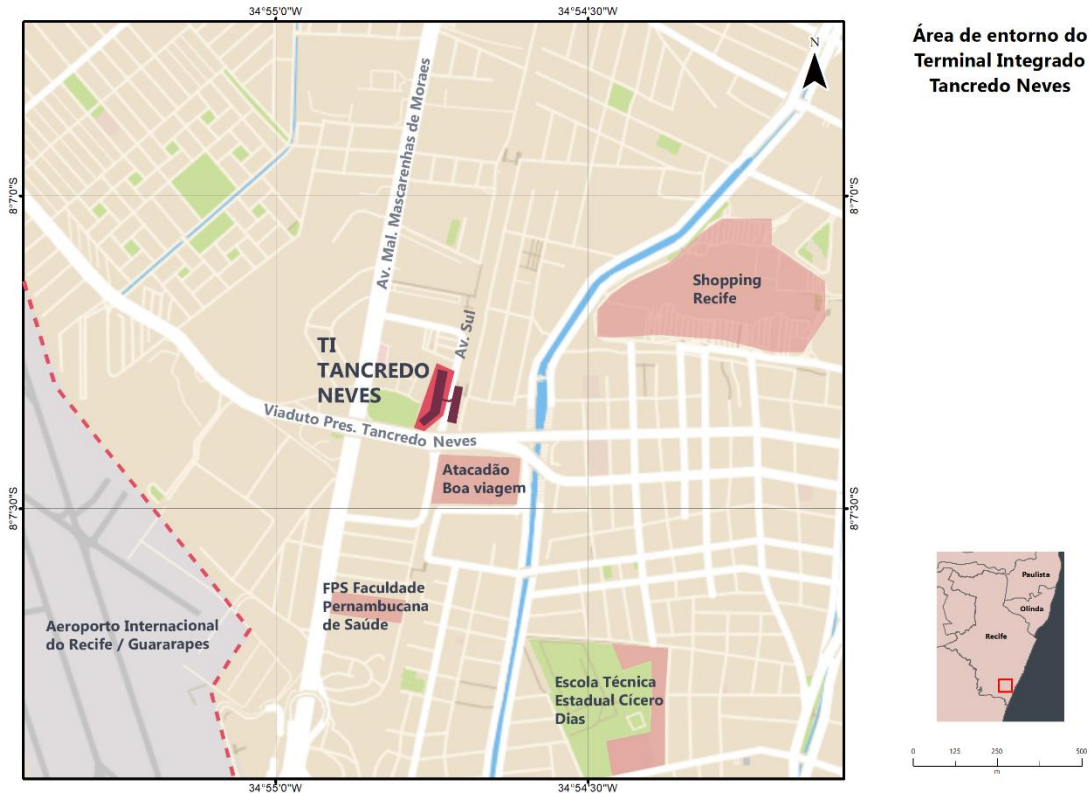 34°55'0"W
34°54'30"W
Área de entorno do
Terminal Integrado
Tancredo Neves
N
Av. Mal. Mascarenhas de Moraes
8°7'0"S
8°7'0"S
Shopping
Recife
Av. Sul
TI
TANCREDO
NEVES
Viaduto Pres. Tancredo Neves
Atacadão
Boa viagem
8°7'30"S
8°7'30"S
FPS Faculdade
Pernambucana
de Saúde
Aeroporto Internacional
do Recife / Guararapes
Escola Técnica
Estadual Cícero
Dias
Paulista
Olinda
Recife
0 125 250 500
m
34°55'0"W
34°54'30"W